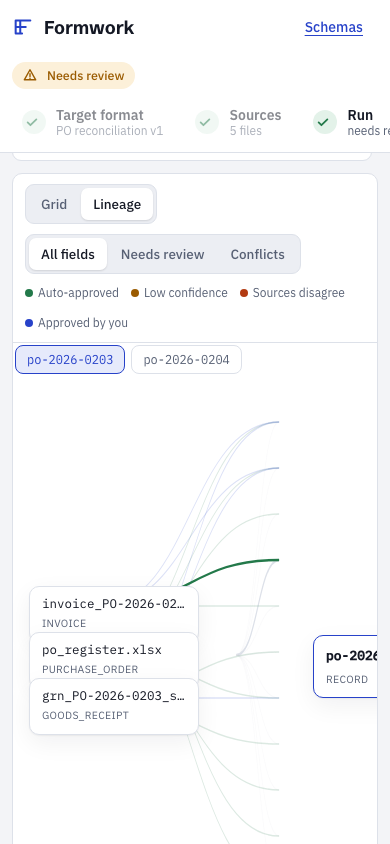 Formwork
Schemas
Needs review
Target format
PO reconciliation v1
Sources
5 files
Run
needs re
Grid
Lineage
All fields
Needs review
Conflicts
Auto-approved
Low confidence
Sources disagree
Approved by you
po-2026-0203
po-2026-0204
invoice_PO-2026-02…
INVOICE
po_register.xlsx
PURCHASE_ORDER
grn_PO-2026-0203_s…
GOODS_RECEIPT
po-2026
RECORD